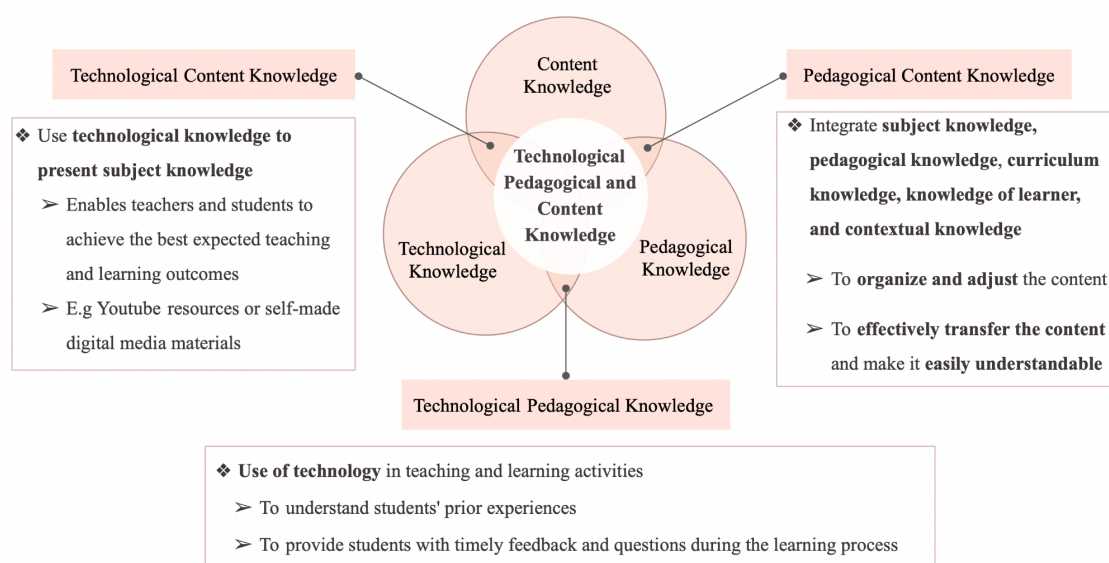 Technological Content Knowledge
❖ Use technological knowledge to
present subject knowledge
➢ Enables teachers and students to
achieve the best expected teaching
and learning outcomes
➢ E.g Youtube resources or self-made
digital media materials
Content
Knowledge
Technological
Pedagogical and
Content
Knowledge
Technological
Knowledge
Pedagogical
Knowledge
Pedagogical Content Knowledge
❖ Integrate subject knowledge,
pedagogical knowledge, curriculum
knowledge, knowledge of learner,
and contextual knowledge
➢ To organize and adjust the content
➢ To effectively transfer the content
and make it easily understandable
Technological Pedagogical Knowledge
❖ Use of technology in teaching and learning activities
➢ To understand students' prior experiences
➢ To provide students with timely feedback and questions during the learning process